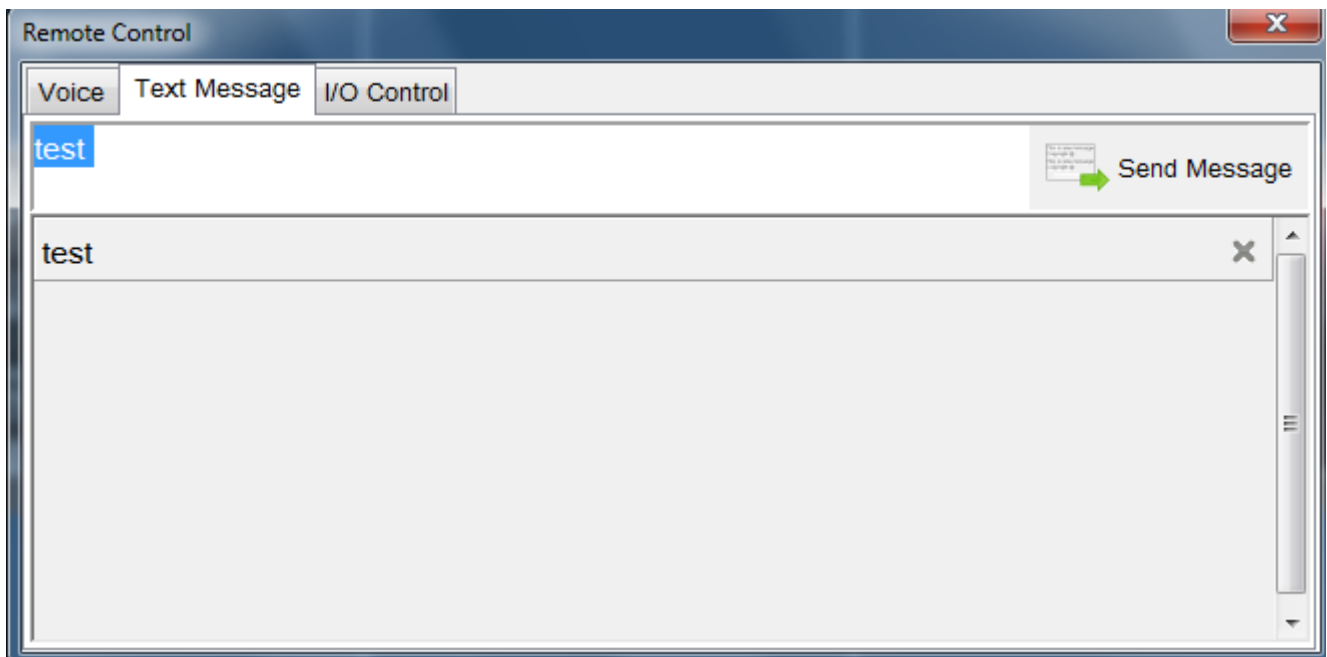 Remote Control
Voice Text Message I/O Control
test
Send Message
test